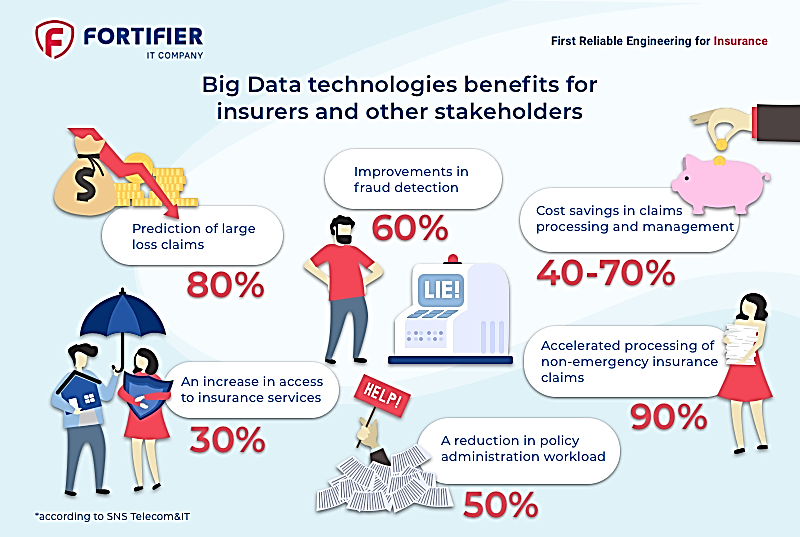 FORTIFIER
IT COMPANY
First Reliable Engineering for Insurance
Big Data technologies benefits for
insurers and other stakeholders
Improvements in
fraud detection
60%
Cost savings in claims
processing and management
40-70%
Prediction of large
loss claims
80%
$
LIE!
Accelerated processing of
non-emergency insurance
claims
90%
An increase in access
to insurance services
30%
HELP!
A reduction in policy
administration workload
50%
*according to SNS Telecom&IT